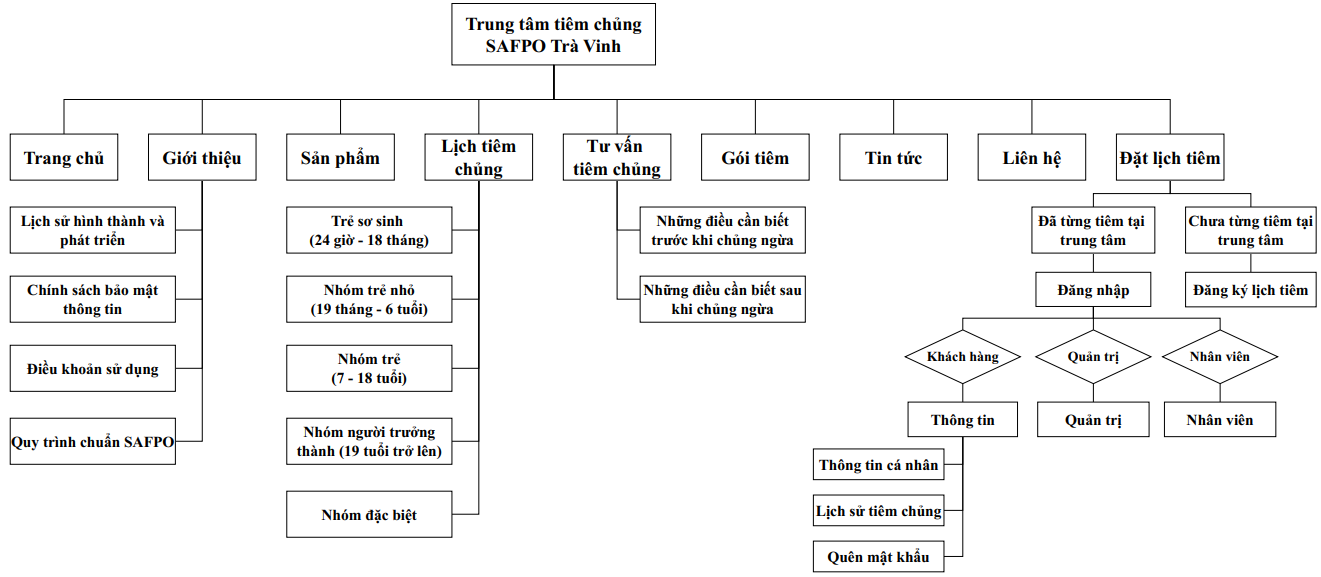 Trung tâm tiêm chủng
SAFPO Trà Vinh
Trang chủ
Giới thiệu
Sản phẩm
Lịch tiêm
chủng
Tư vấn
tiêm chủng
Gói tiêm
Tin tức
Liên hệ
Đặt lịch tiêm
Lịch sử hình thành và
phát triển
Chính sách bảo mật
thông tin
Điều khoản sử dụng
Quy trình chuẩn SAFPO
Trẻ sơ sinh
(24 giờ - 18 tháng)
Nhóm trẻ nhỏ
(19 tháng - 6 tuổi)
Nhóm trẻ
(7 - 18 tuổi)
Nhóm người trưởng
thành (19 tuổi trở lên)
Nhóm đặc biệt
Những điều cần biết
trước khi chủng ngừa
Những điều cần biết sau
khi chủng ngừa
Đã từng tiêm tại
trung tâm
Chưa từng tiêm tại
trung tâm
Đăng nhập
Đăng ký lịch tiêm
Khách hàng
Quản trị
Nhân viên
Thông tin
Quản trị
Nhân viên
Thông tin cá nhân
Lịch sử tiêm chủng
Quên mật khẩu